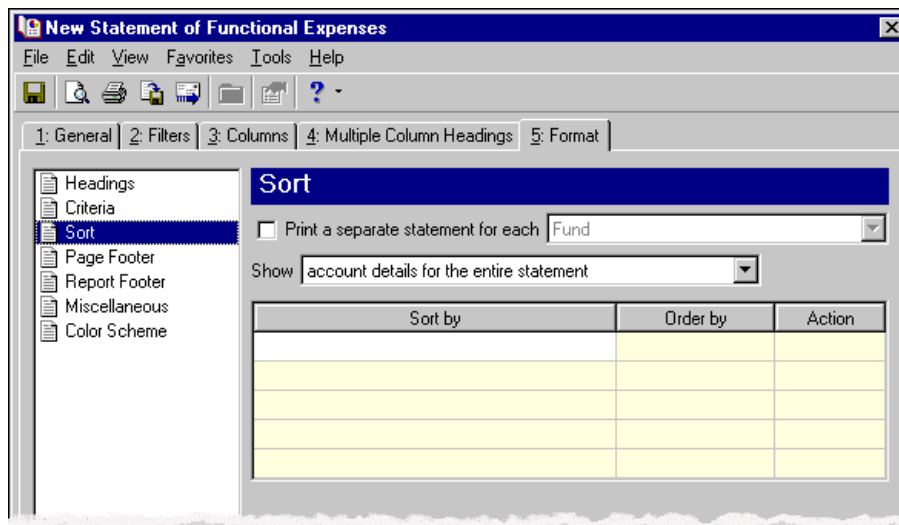 New Statement of Functional Expenses
File Edit View Favorites Tools Help
?
1: General 2: Filters 3: Columns 4: Multiple Column Headings 5: Format
Headings
Criteria
Sort
Page Footer
Report Footer
Miscellaneous
Color Scheme
Sort
Print a separate statement for each Fund
Show account details for the entire statement
Sort by Order by Action